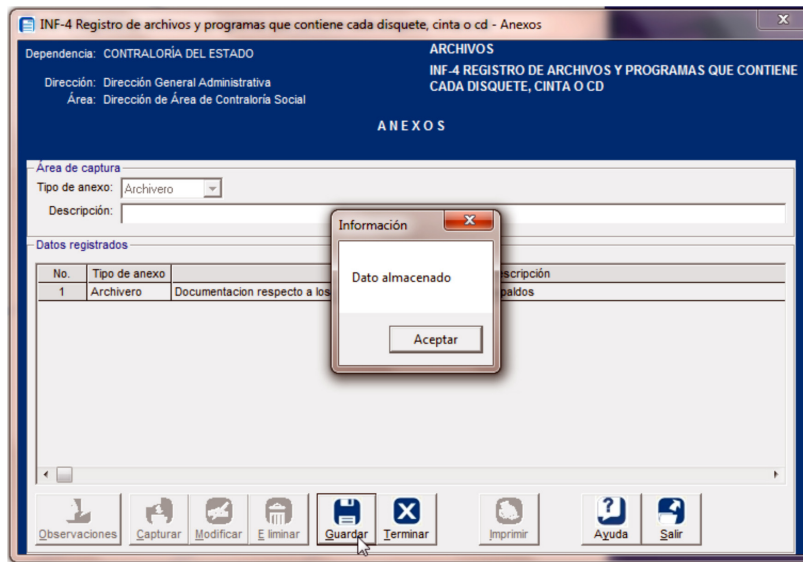 INF-4 Registro de archivos y programas que contiene cada disquete, cinta o cd - Anexos
Dependencia: CONTRALORÍA DEL ESTADO
ARCHIVOS
INF-4 REGISTRO DE ARCHIVOS Y PROGRAMAS QUE CONTIENE
CADA DISQUETE, CINTA O CD
Dirección: Dirección General Administrativa
Área: Dirección de Área de Contraloría Social
ANEXOS
Área de captura
Tipo de anexo: Archivero
Descripción:
Información
Dato almacenado
Aceptar
Datos registrados
No. Tipo de anexo escripción
1 Archivero Documentacion respecto a los paldos
Observaciones Capturar Modificar Eliminar Guardar Terminar Imprimir Ayuda Salir